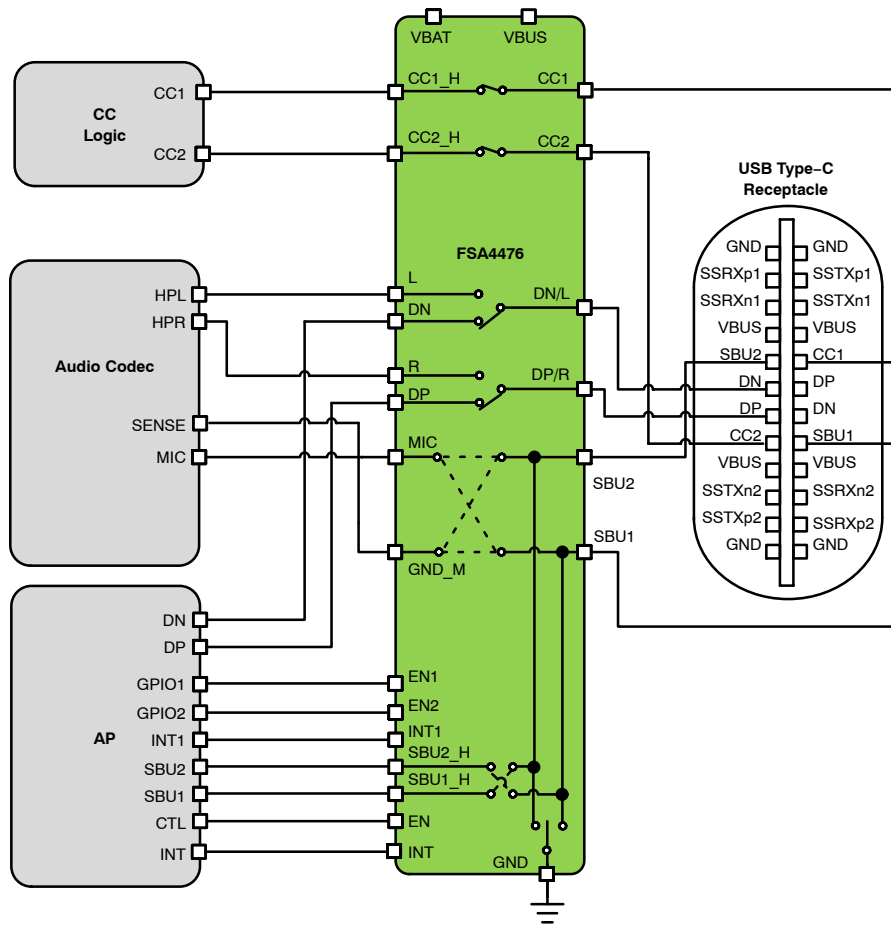 VBAT
VBUS
CC
Logic
CC1
CC2
CC1_H
CC1
CC2_H
CC2
FSA4476
Audio Codec
HPL
HPR
SENSE
MIC
L
DN
DN/L
R
DP
DP/R
MIC
SBU2
GND_M
SBU1
AP
DN
DP
GPIO1
GPIO2
INT1
SBU2
SBU1
CTL
INT
EN1
EN2
INT1
SBU2_H
SBU1_H
EN
INT
GND
USB Type−C
Receptacle
GND GND
SSRXp1 SSTXp1
SSRXn1 SSTXn1
VBUS VBUS
SBU2 CC1
DN DP
DP DN
CC2 SBU1
VBUS VBUS
SSTXn2 SSRXn2
SSTXp2 SSRXp2
GND GND